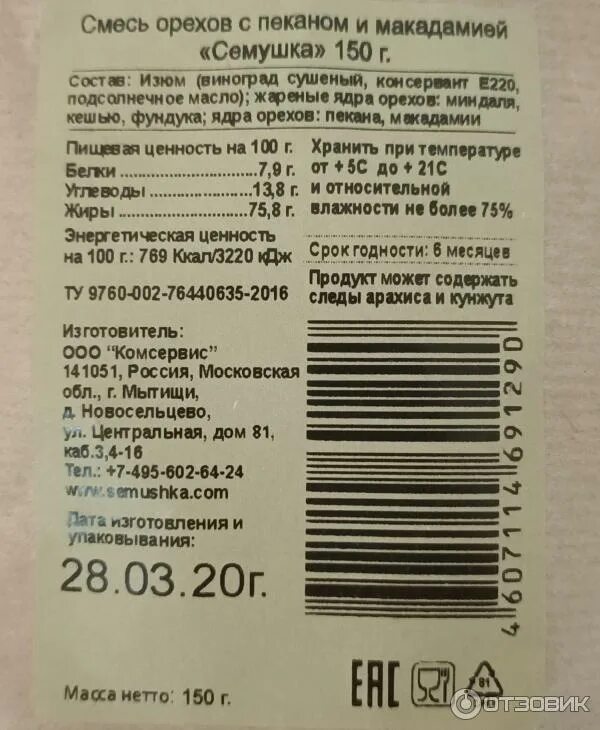 Смесь орехов с пеканом и макадамией
«Семушка» 150 г.
Состав: Изюм (виноград сушеный, консервант Е220,
подсолнечное масло); жареные ядра орехов: миндаля,
кешью, фундука; ядра орехов: пекана, макадамии
Пищевая ценность на 100 г.
Белки ........................7,9 г.
Углеводы ................13,8 г.
Жиры ......................75,8 г.
Энергетическая ценность
на 100 г.: 769 Ккал/3220 кДж
ТУ 9760-002-76440635-2016
Хранить при температуре
от + 5С до + 21С
и относительной
влажности не более 75%
Срок годности: 6 месяцев
Продукт может содержать
следы арахиса и кунжута
Изготовитель:
ООО "Комсервис"
141051, Россия, Московская
обл., г. Мытищи,
д. Новосельцево,
ул. Центральная, дом 81,
каб.3,4-16
Тел.: +7-495-602-64-24
www.semushka.com
Дата изготовления и
упаковывания:
28.03.20г.
Масса нетто: 150 г.
4607114691290
EAC
81
ОТЗОВИК